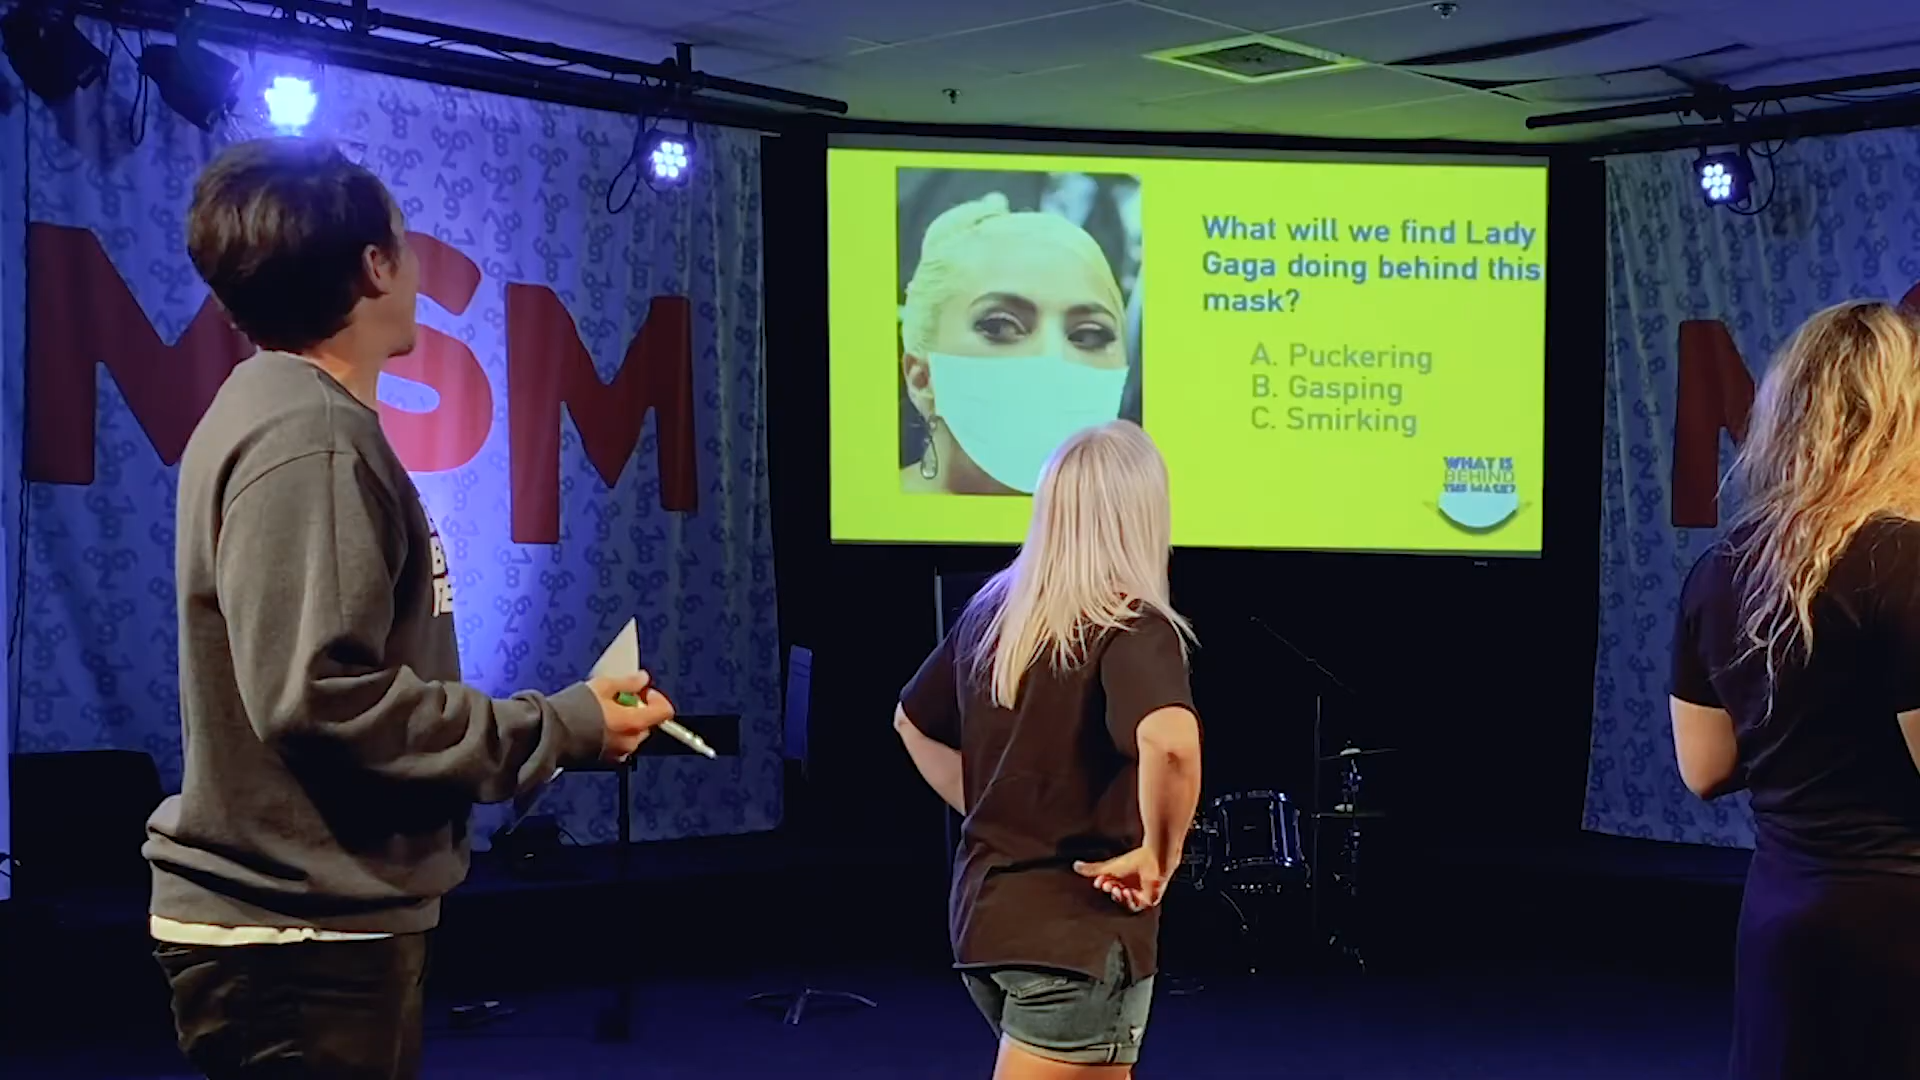 MSM
What will we find Lady
Gaga doing behind this
mask?
A. Puckering
B. Gasping
C. Smirking
WHAT IS
BEHIND
THE MASK?
M